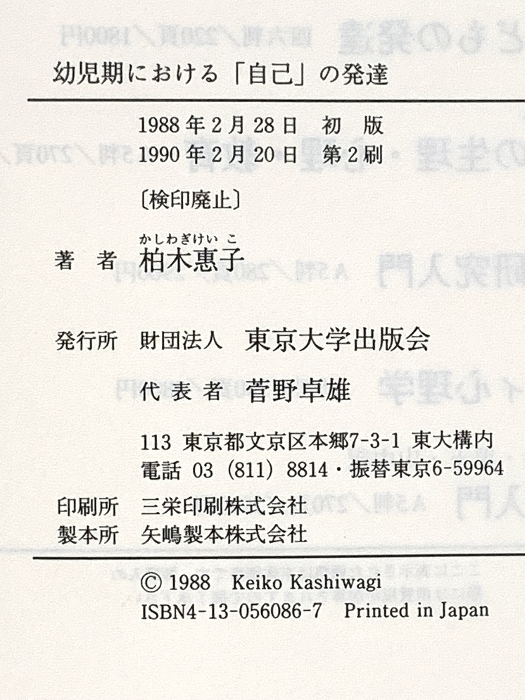 幼児期における「自己」の発達
1988年2月28日　初　版
1990年2月20日　第2刷
〔検印廃止〕
かしわぎけいこ
著　者　柏木惠子
発行所　財団法人　東京大学出版会
代表者　菅野卓雄
113 東京都文京区本郷7-3-1 東大構内
電話 03 (811) 8814・振替東京6-59964
印刷所　三栄印刷株式会社
製本所　矢嶋製本株式会社
© 1988　Keiko Kashiwagi
ISBN4-13-056086-7　Printed in Japan